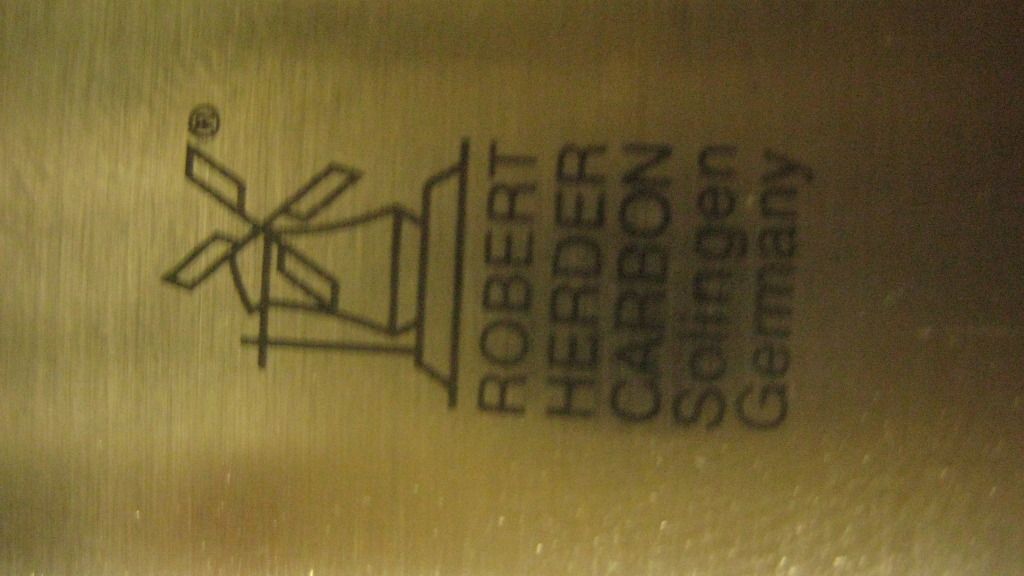 ®
ROBERT
HERDER
CARBON
Solingen
Germany